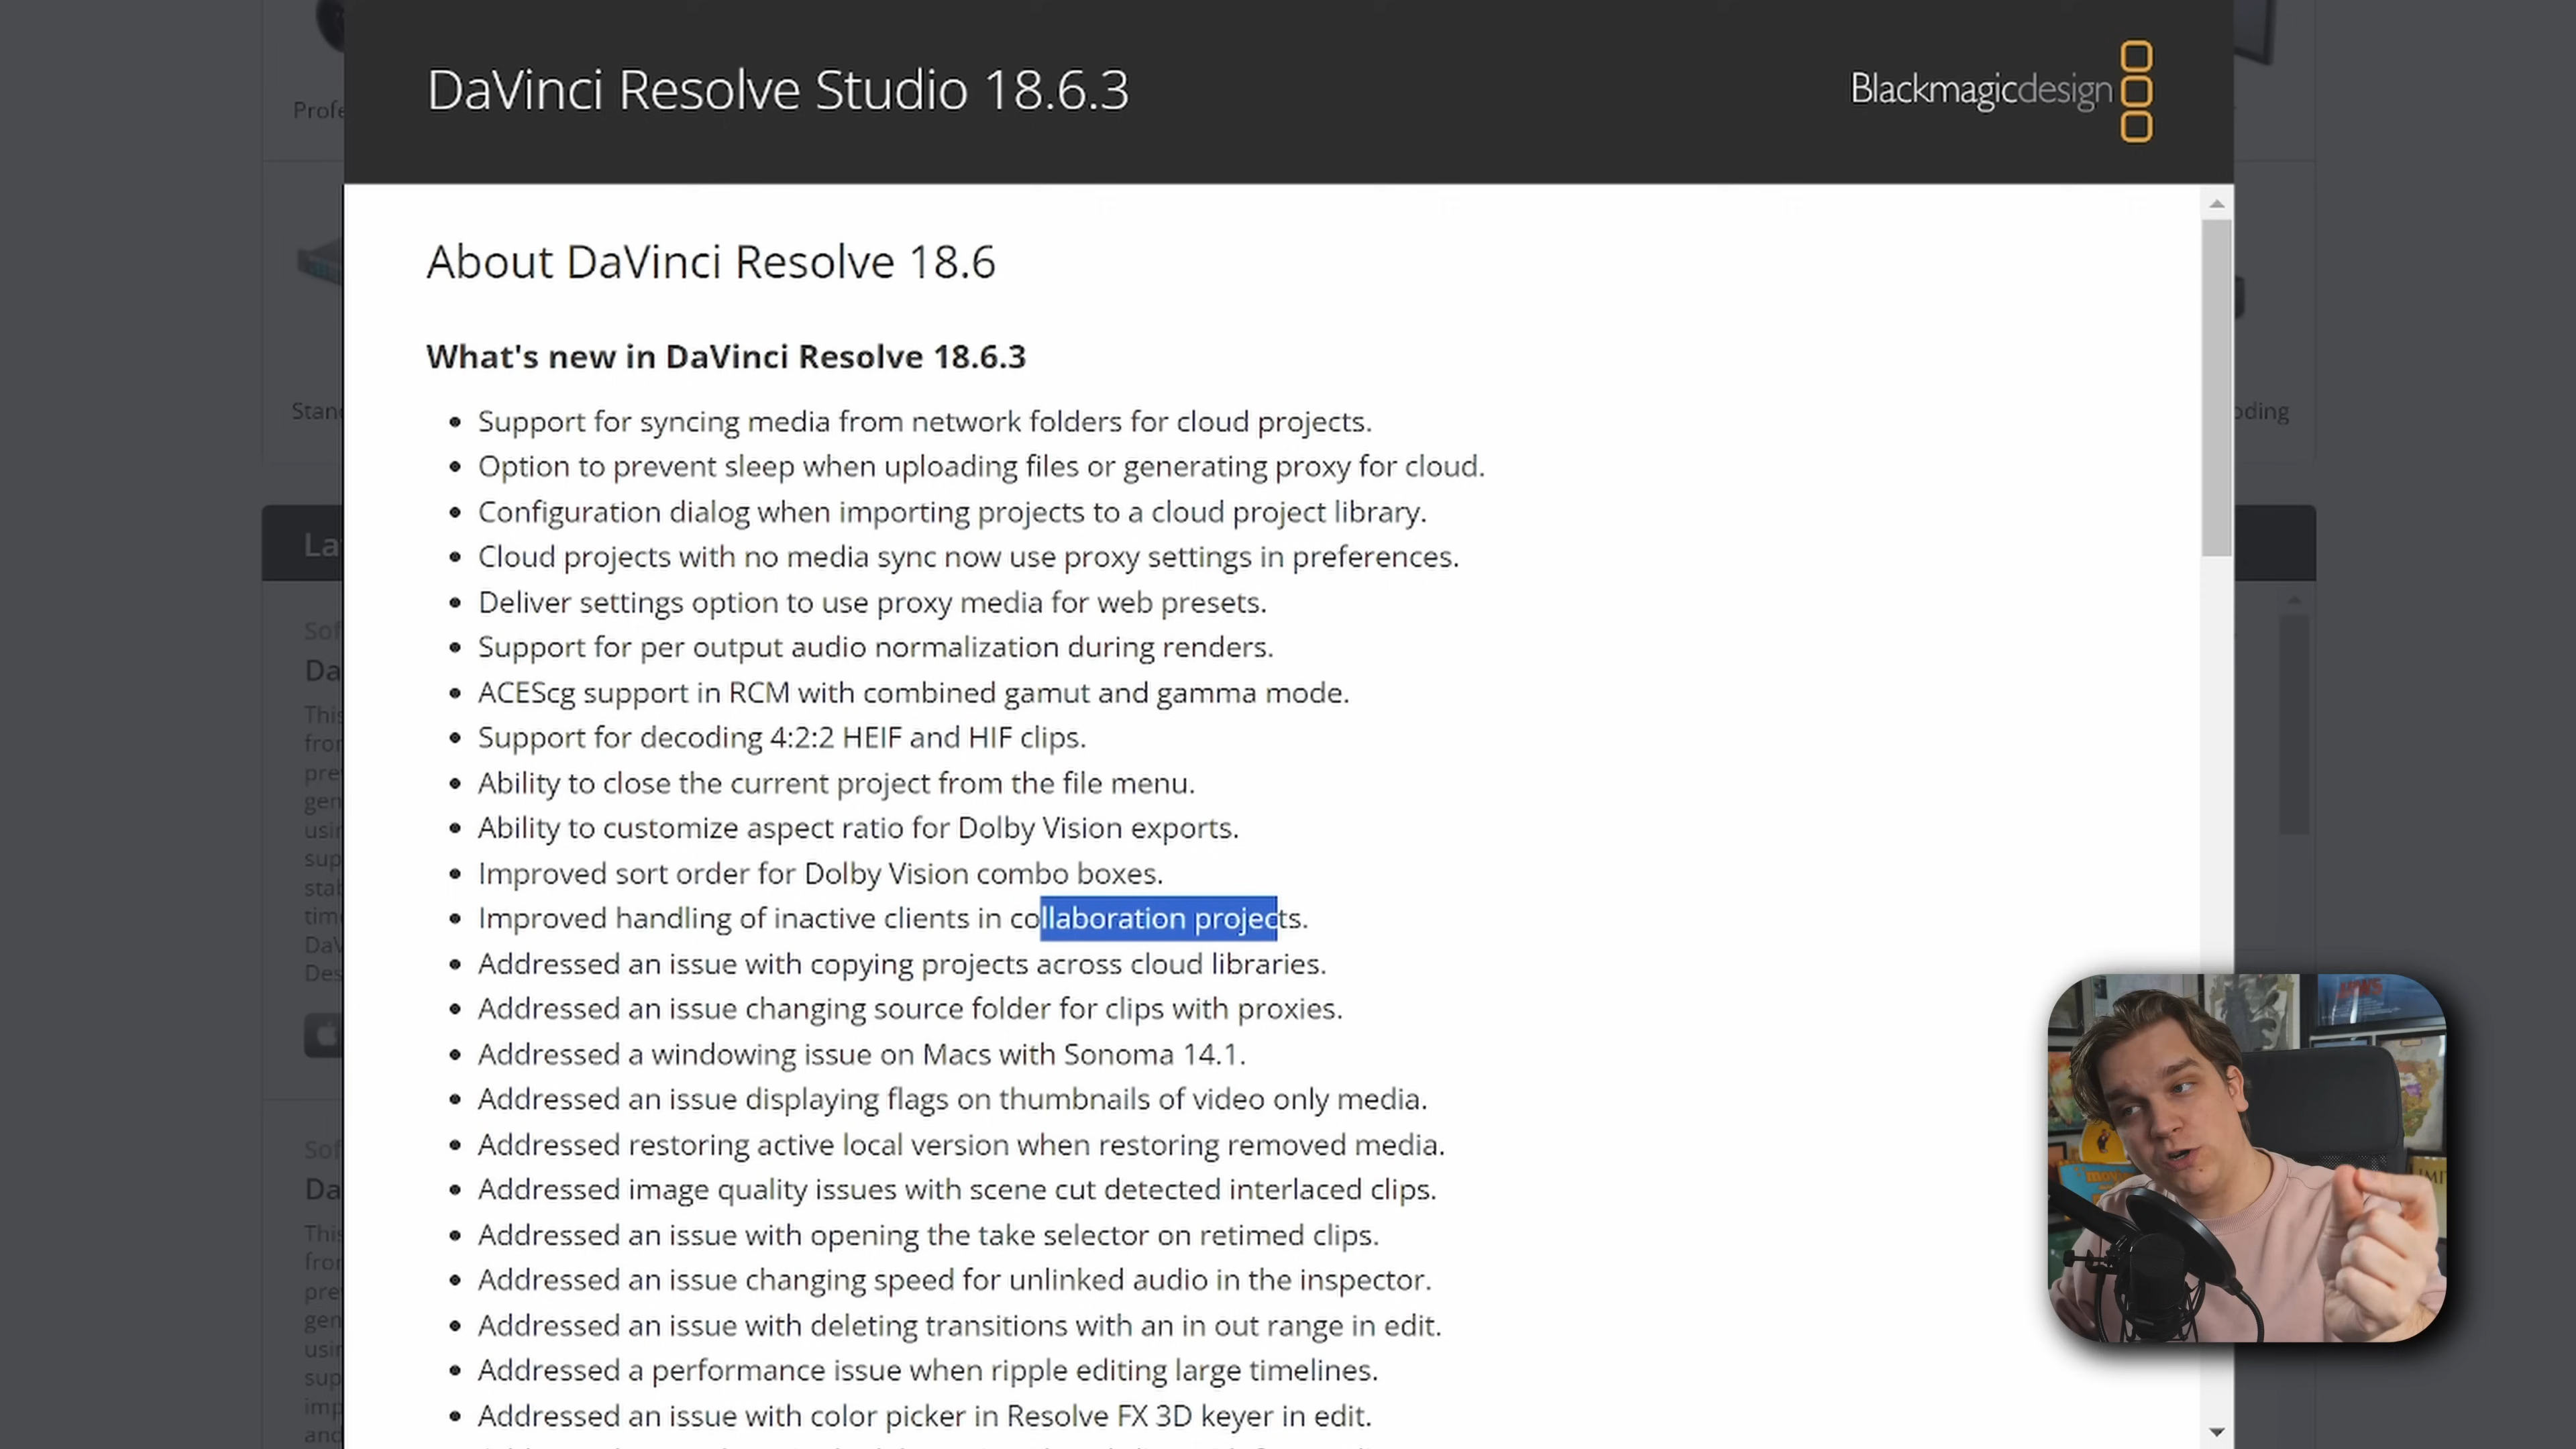 DaVinci Resolve Studio 18.6.3
Blackmagicdesign
About DaVinci Resolve 18.6
What's new in DaVinci Resolve 18.6.3
• Support for syncing media from network folders for cloud projects.
• Option to prevent sleep when uploading files or generating proxy for cloud.
• Configuration dialog when importing projects to a cloud project library.
• Cloud projects with no media sync now use proxy settings in preferences.
• Deliver settings option to use proxy media for web presets.
• Support for per output audio normalization during renders.
• ACEScg support in RCM with combined gamut and gamma mode.
• Support for decoding 4:2:2 HEIF and HIF clips.
• Ability to close the current project from the file menu.
• Ability to customize aspect ratio for Dolby Vision exports.
• Improved sort order for Dolby Vision combo boxes.
• Improved handling of inactive clients in collaboration projects.
• Addressed an issue with copying projects across cloud libraries.
• Addressed an issue changing source folder for clips with proxies.
• Addressed a windowing issue on Macs with Sonoma 14.1.
• Addressed an issue displaying flags on thumbnails of video only media.
• Addressed restoring active local version when restoring removed media.
• Addressed image quality issues with scene cut detected interlaced clips.
• Addressed an issue with opening the take selector on retimed clips.
• Addressed an issue changing speed for unlinked audio in the inspector.
• Addressed an issue with deleting transitions with an in out range in edit.
• Addressed a performance issue when ripple editing large timelines.
• Addressed an issue with color picker in Resolve FX 3D keyer in edit.